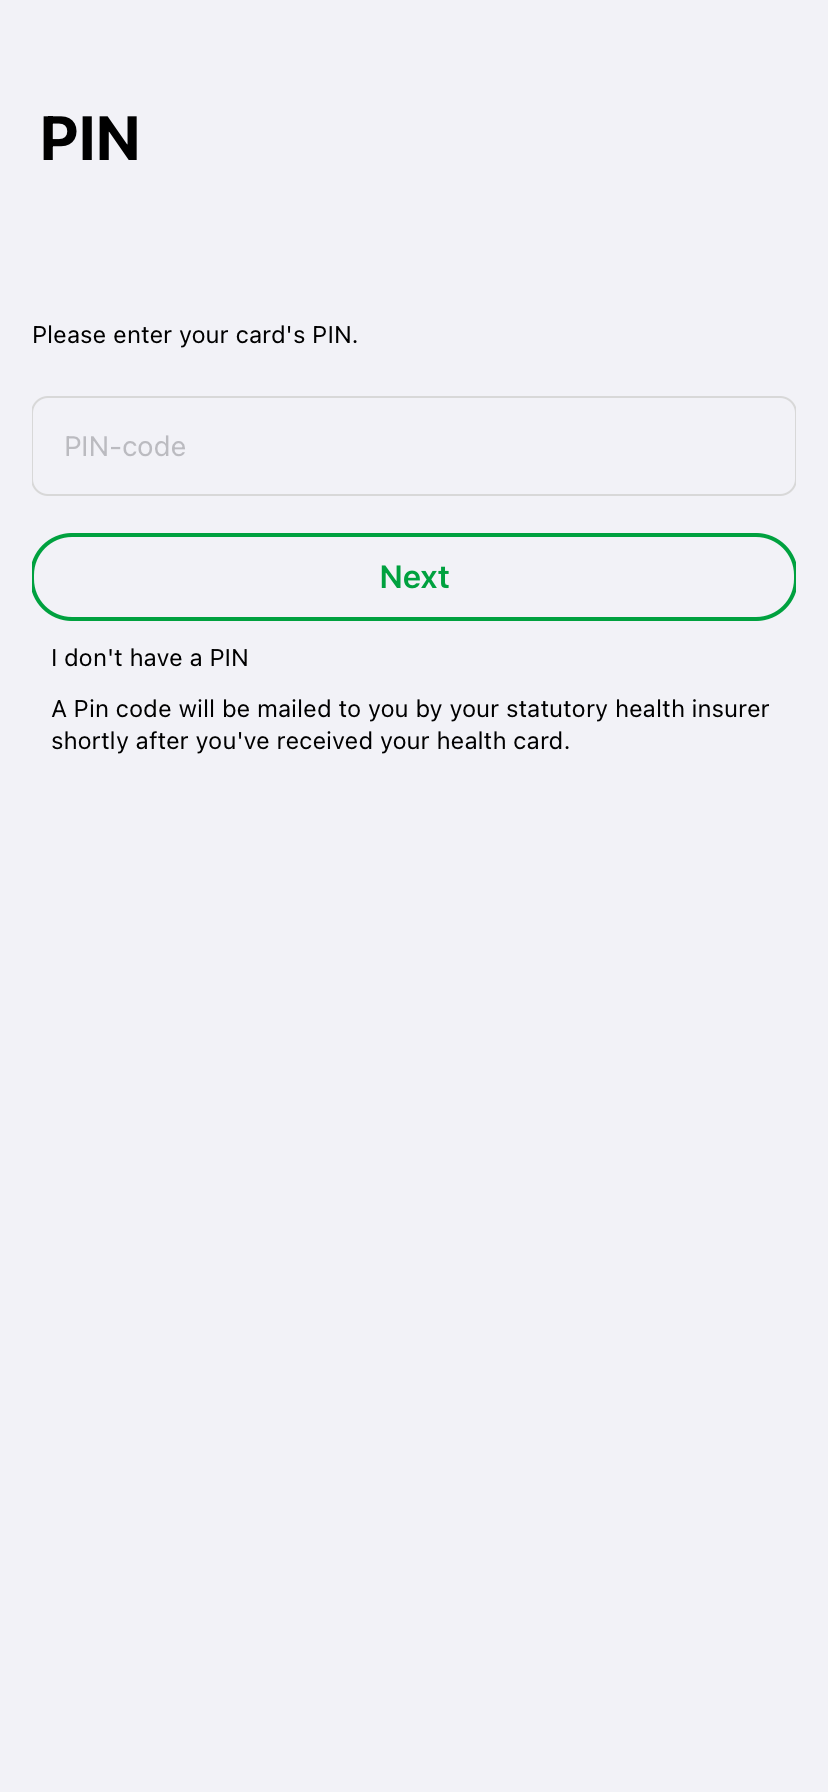 PIN
Please enter your card's PIN.
PIN-code
Next
I don't have a PIN
A Pin code will be mailed to you by your statutory health insurer
shortly after you've received your health card.